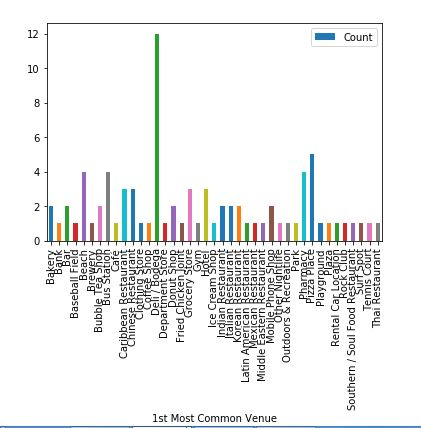 Count
12
10
8
6
4
2
0
Bakery
Bank
Bar
Baseball Field
Beach
Brewery
Bubble Tea Shop
Bus Station
Café
Caribbean Restaurant
Chinese Restaurant
Clothing Store
Coffee Shop
Deli / Bodega
Department Store
Donut Shop
Fried Chicken Joint
Grocery Store
Gym
Hotel
Ice Cream Shop
Indian Restaurant
Italian Restaurant
Korean Restaurant
Latin American Restaurant
Mexican Restaurant
Middle Eastern Restaurant
Mobile Phone Shop
Other Nightlife
Outdoors & Recreation
Park
Pharmacy
Pizza Place
Playground
Plaza
Rental Car Location
Rock Club
Southern / Soul Food Restaurant
Surf Spot
Tennis Court
Thai Restaurant
1st Most Common Venue